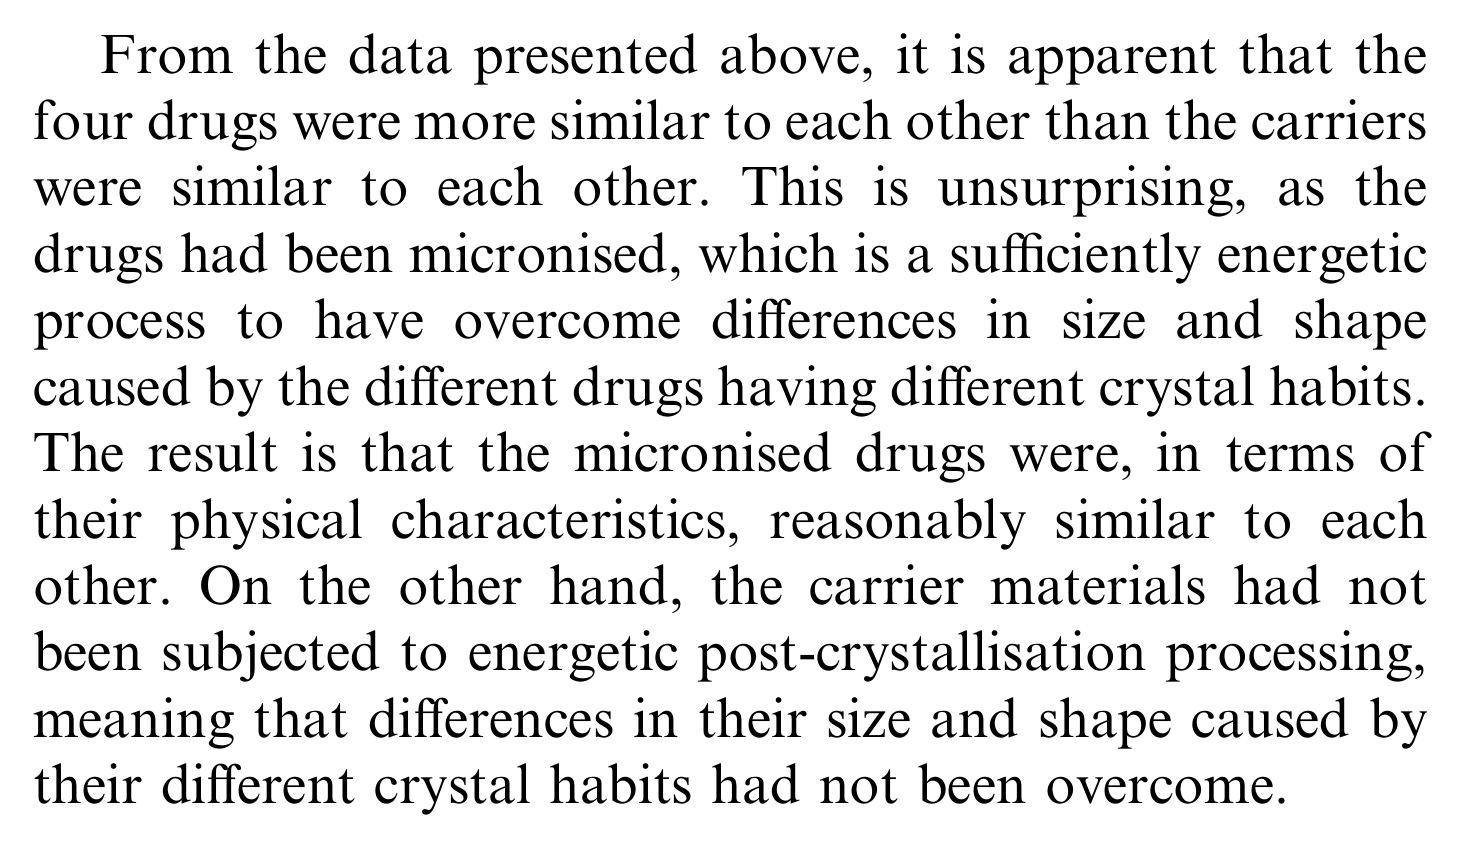 From the data presented above, it is apparent that the
four drugs were more similar to each other than the carriers
were similar to each other. This is unsurprising, as the
drugs had been micronised, which is a sufficiently energetic
process to have overcome differences in size and shape
caused by the different drugs having different crystal habits.
The result is that the micronised drugs were, in terms of
their physical characteristics, reasonably similar to each
other. On the other hand, the carrier materials had not
been subjected to energetic post-crystallisation processing,
meaning that differences in their size and shape caused by
their different crystal habits had not been overcome.